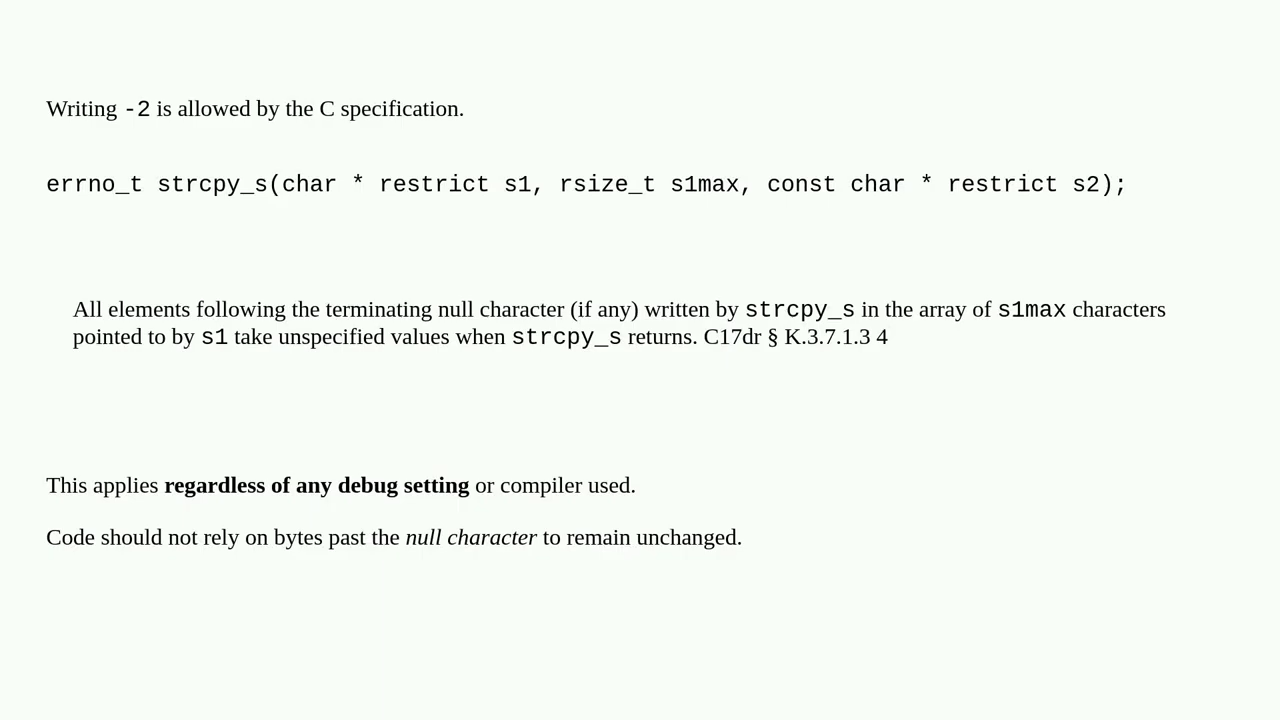 Writing -2 is allowed by the C specification.
errno_t strcpy_s(char * restrict s1, rsize_t s1max, const char * restrict s2);
All elements following the terminating null character (if any) written by strcpy_s in the array of s1max characters
pointed to by s1 take unspecified values when strcpy_s returns. C17dr § K.3.7.1.3 4
This applies regardless of any debug setting or compiler used.
Code should not rely on bytes past the null character to remain unchanged.